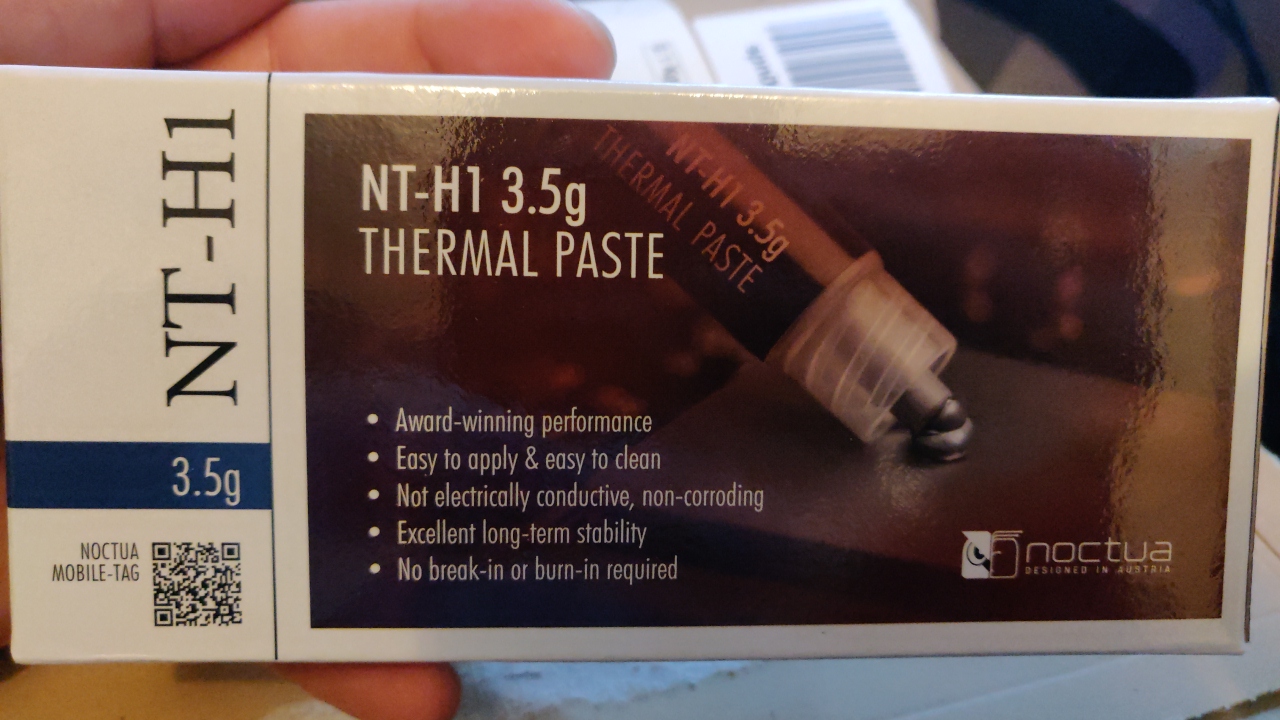 NT-H1
3.5g
NOCTUA
MOBILE-TAG
NT-H1 3.5g
THERMAL PASTE
NT-H1 3.5g
THERMAL PASTE
• Award-winning performance
• Easy to apply & easy to clean
• Not electrically conductive, non-corroding
• Excellent long-term stability
• No break-in or burn-in required
noctua
DESIGNED IN AUSTRIA